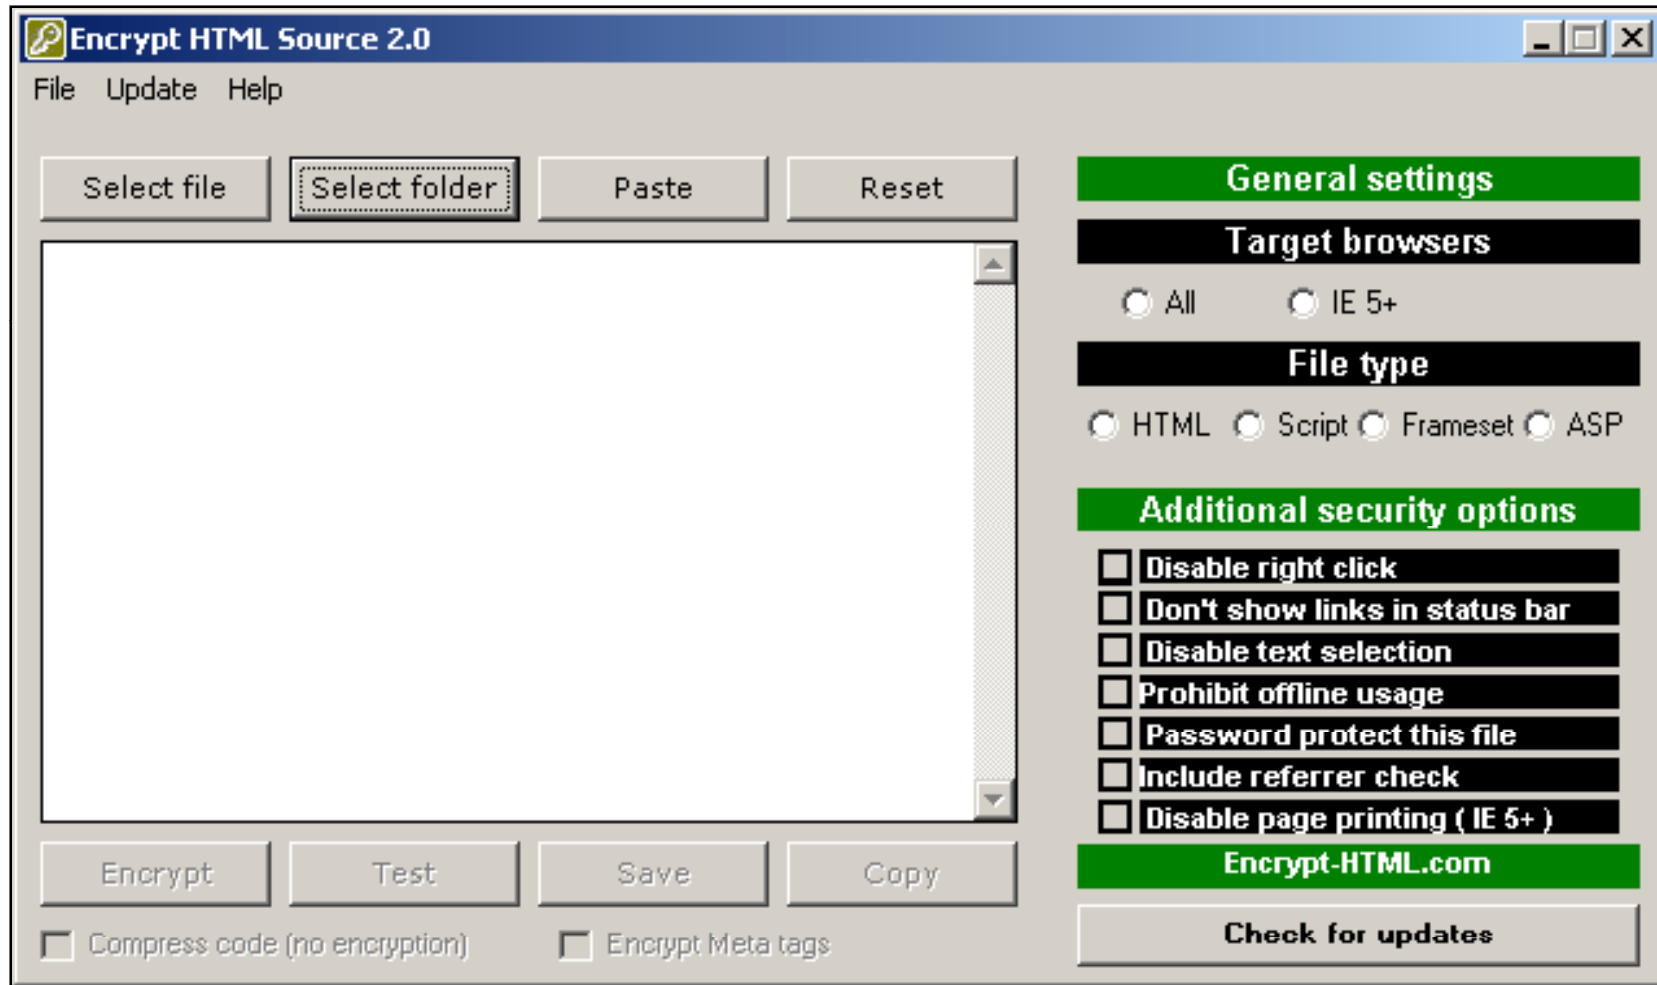 Encrypt HTML Source 2.0
File Update Help
Select file Select folder Paste Reset
General settings
Target browsers
All IE 5+
File type
HTML Script Frameset ASP
Additional security options
Disable right click
Don't show links in status bar
Disable text selection
Prohibit offline usage
Password protect this file
Include referrer check
Disable page printing ( IE 5+ )
Encrypt Test Save Copy
Encrypt-HTML.com
Compress code (no encryption) Encrypt Meta tags
Check for updates